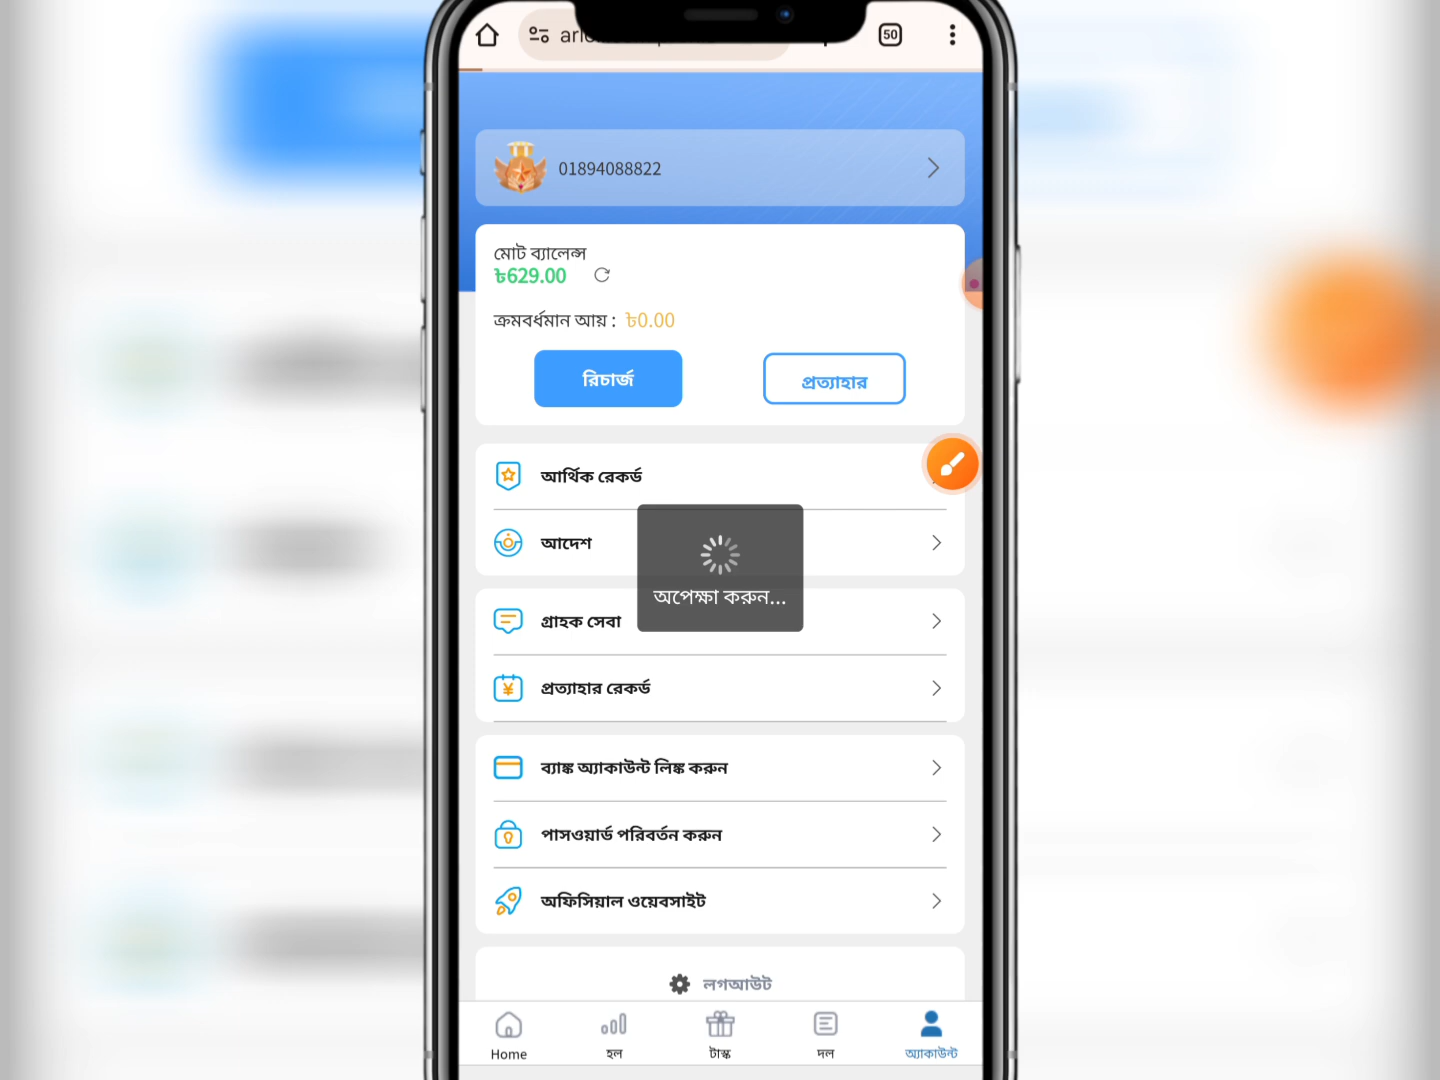 50
01894088822
মোট ব্যালেন্স
৳629.00
ক্রমবর্ধমান আয় : ৳0.00
রিচার্জ
প্রত্যাহার
আর্থিক রেকর্ড
আদেশ
অপেক্ষা করুন...
গ্রাহক সেবা
প্রত্যাহার রেকর্ড
ব্যাঙ্ক অ্যাকাউন্ট লিঙ্ক করুন
পাসওয়ার্ড পরিবর্তন করুন
অফিসিয়াল ওয়েবসাইট
লগআউট
Home হল টাস্ক দল অ্যাকাউন্ট